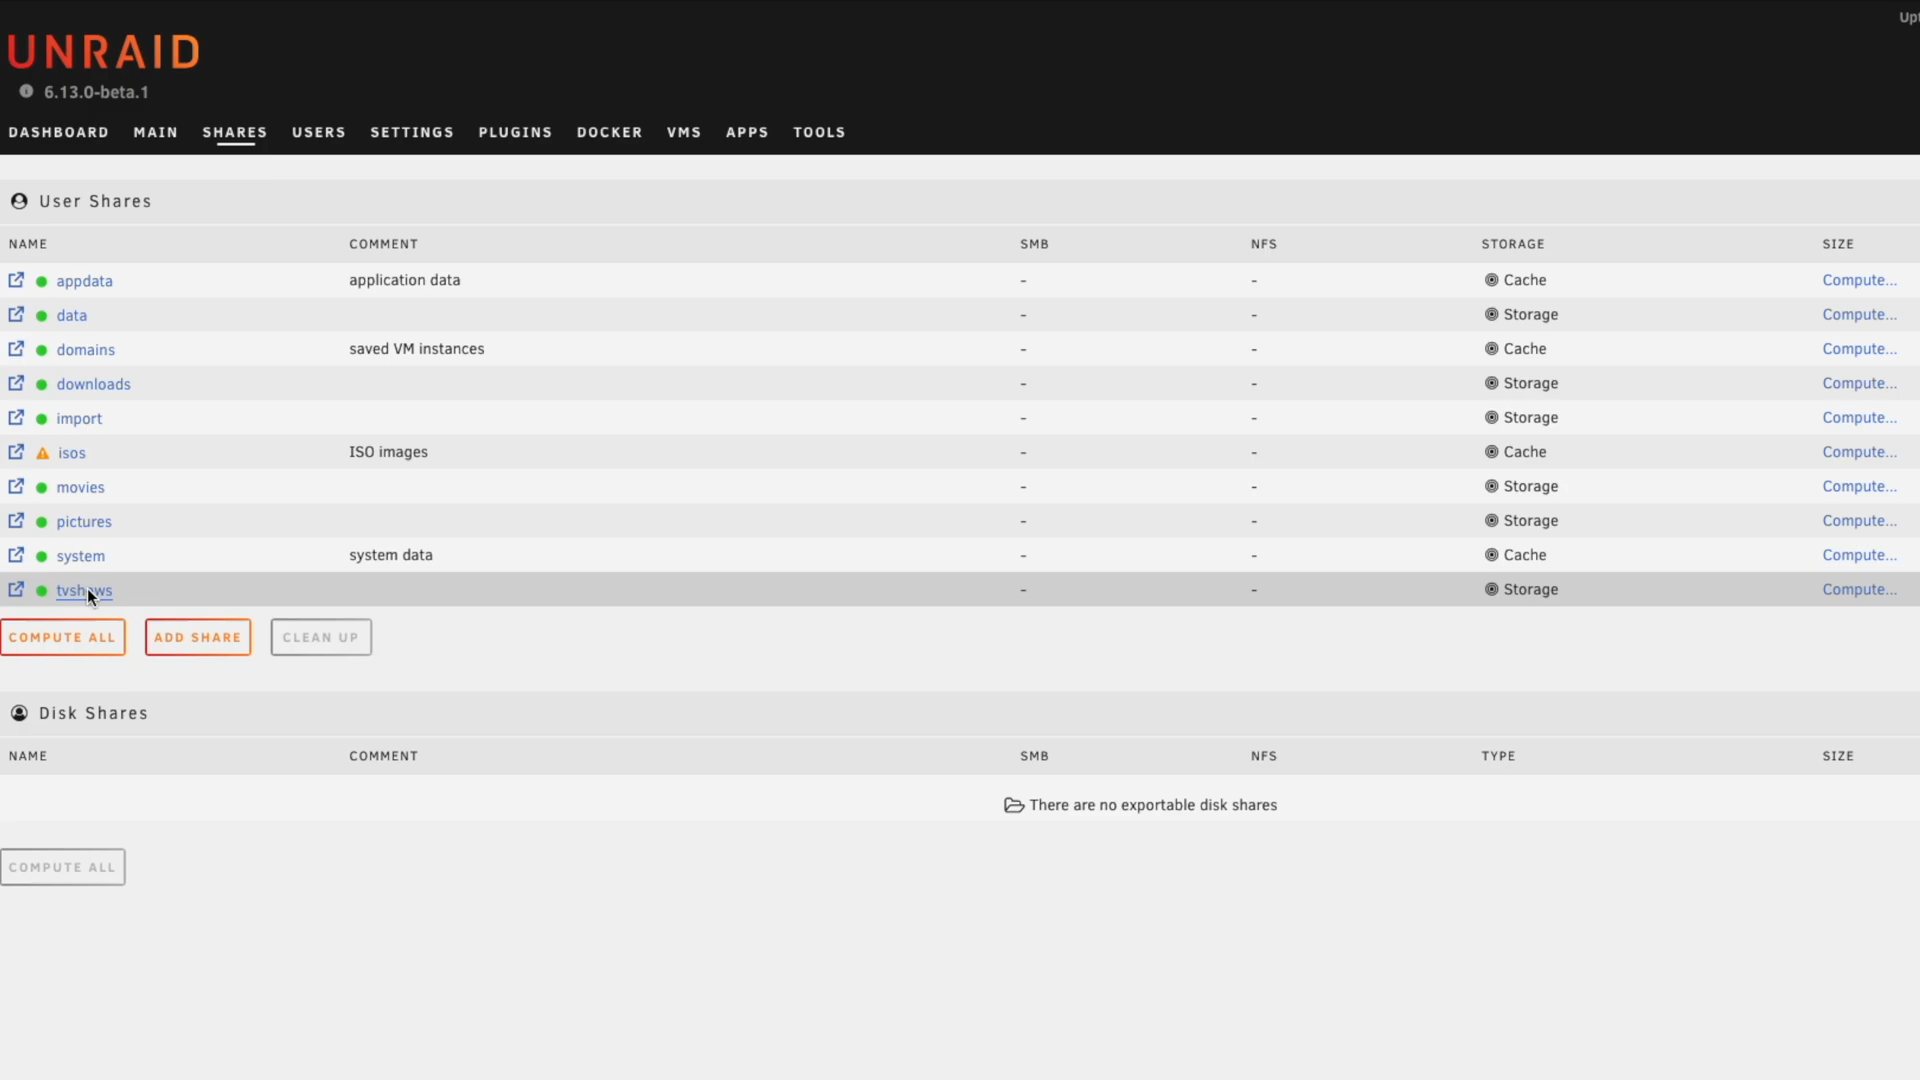 Upt
UNRAID
6.13.0-beta.1
DASHBOARD MAIN SHARES USERS SETTINGS PLUGINS DOCKER VMS APPS TOOLS
User Shares
NAME COMMENT SMB NFS STORAGE SIZE
appdata application data - - Cache Compute...
data - - Storage Compute...
domains saved VM instances - - Cache Compute...
downloads - - Storage Compute...
import - - Storage Compute...
isos ISO images - - Cache Compute...
movies - - Storage Compute...
pictures - - Storage Compute...
system system data - - Cache Compute...
tvshows - - Storage Compute...
COMPUTE ALL ADD SHARE CLEAN UP
Disk Shares
NAME COMMENT SMB NFS TYPE SIZE
There are no exportable disk shares
COMPUTE ALL